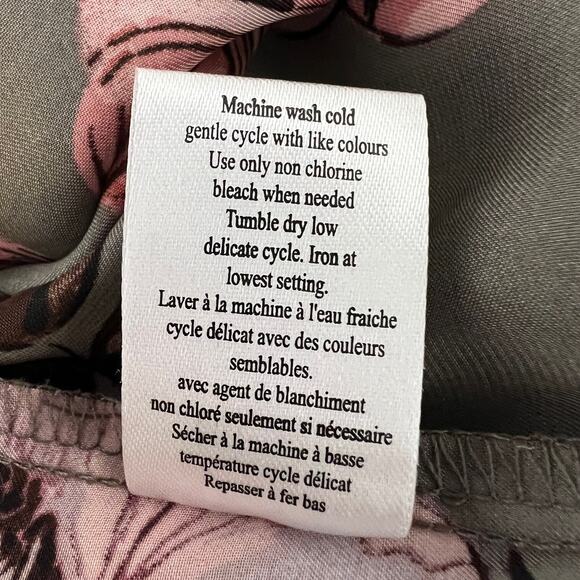 Machine wash cold
gentle cycle with like colours
Use only non chlorine
bleach when needed
Tumble dry low
delicate cycle. Iron at
lowest setting.
Laver à la machine à l'eau fraiche
cycle délicat avec des couleurs
semblables.
avec agent de blanchiment
non chloré seulement si nécessaire
Sécher à la machine à basse
température cycle délicat
Repasser à fer bas